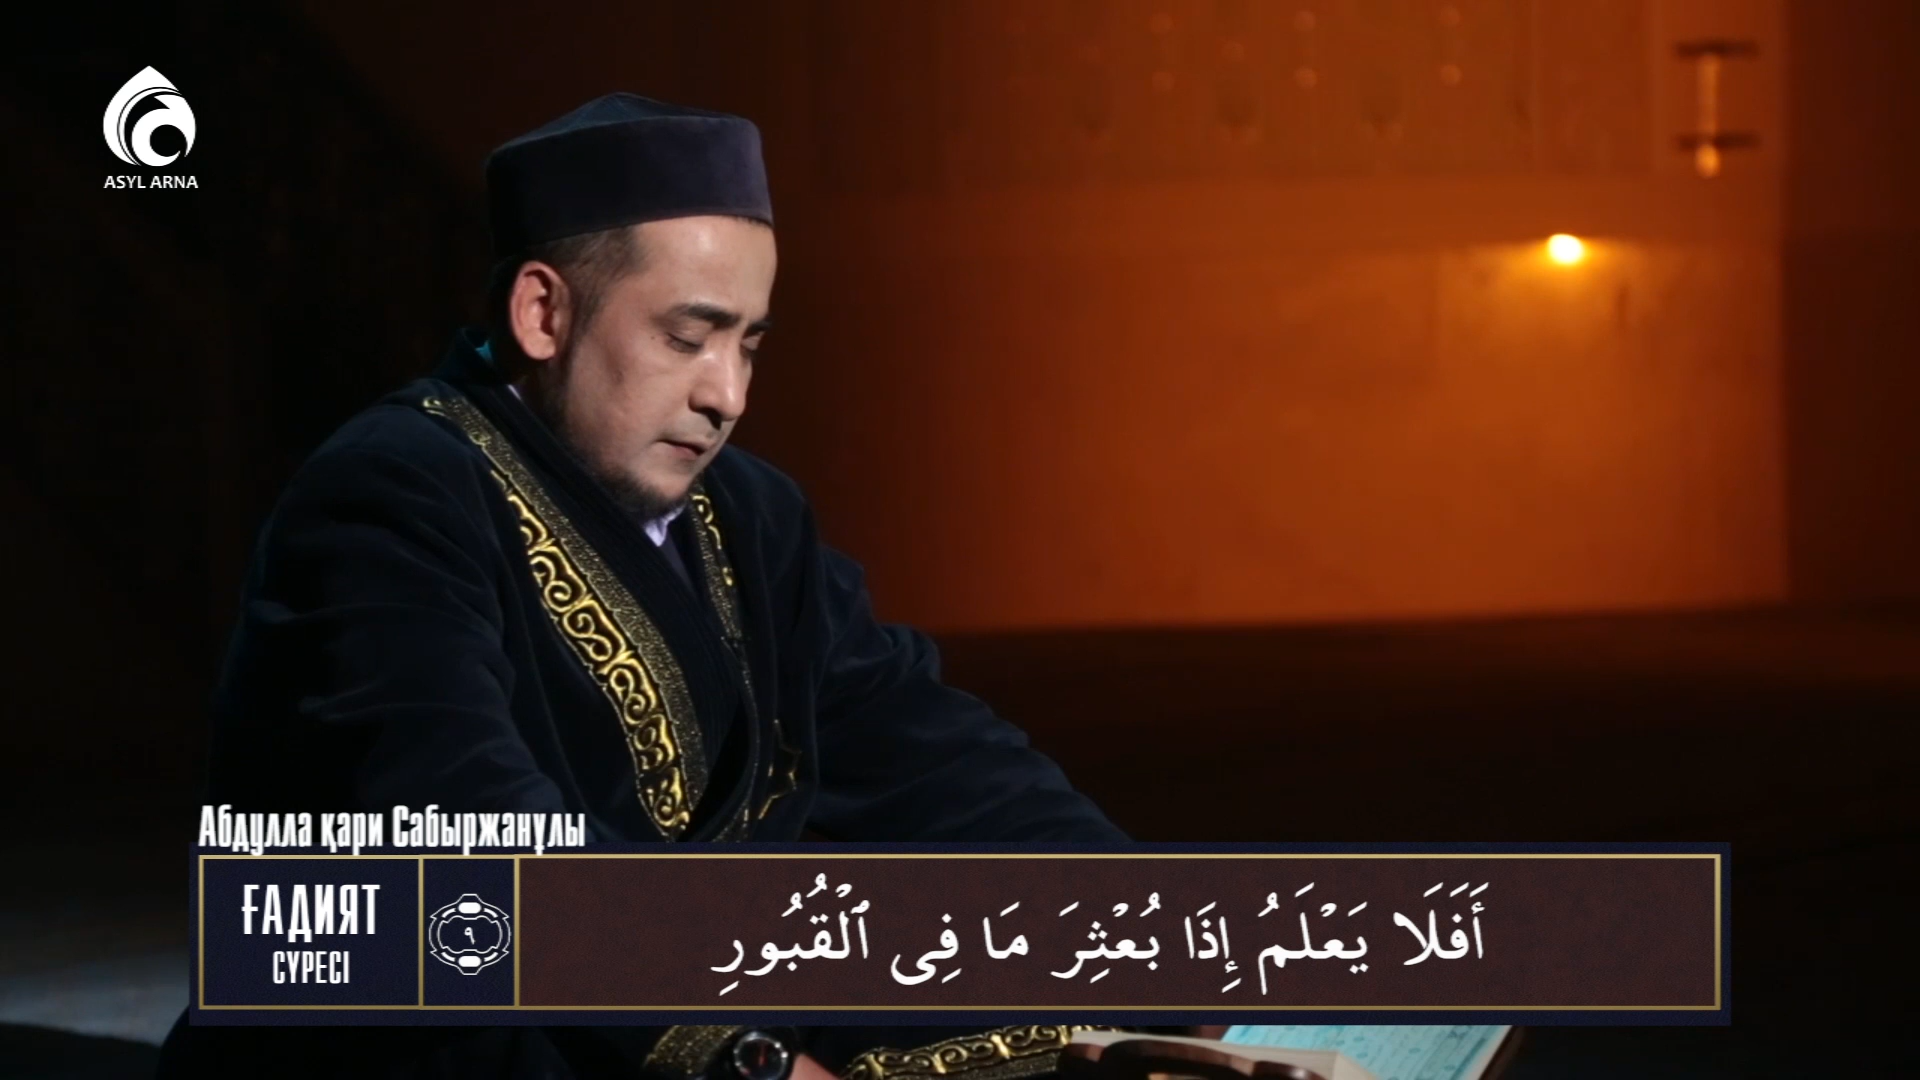 ASYL ARNA
Абдулла қари Сабыржанұлы
ҒАДИЯТ
СҮРЕСІ
٩
أَفَلَا يَعْلَمُ إِذَا بُعْثِرَ مَا فِى ٱلْقُبُورِ